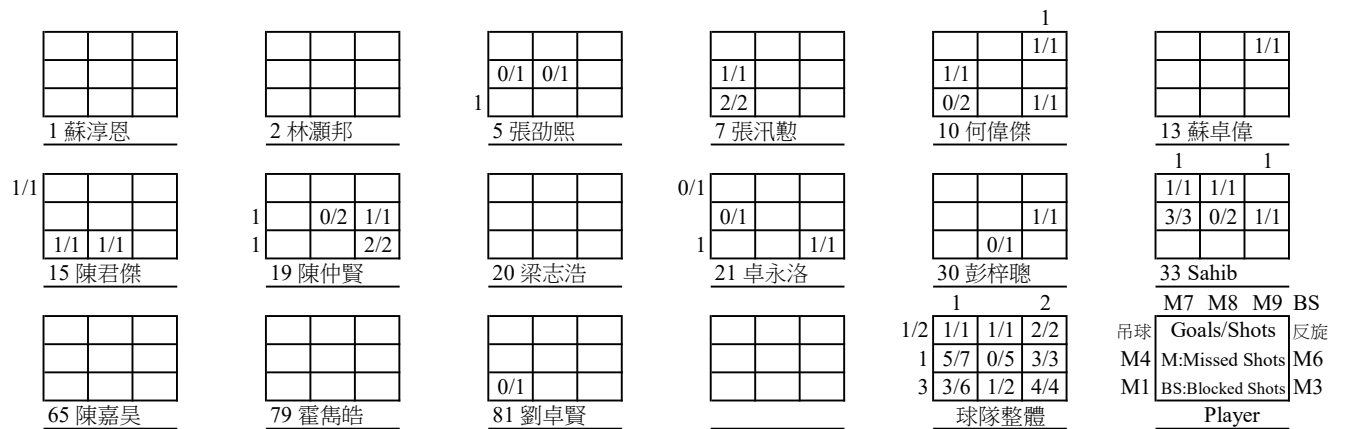 1
1/1 1/1
0/1 0/1 1/1 1/1
1 2/2 0/2 1/1
1 蘇淳恩 2 林灝邦 5 張劭熙 7 張汛懃 10 何偉傑 13 蘇卓偉
1 1
1/1 0/1 1/1 1/1
1 0/2 1/1 0/1 1/1 3/3 0/2 1/1
1/1 1/1 1 2/2 1 1/1 0/1
15 陳君傑 19 陳仲賢 20 梁志浩 21 卓永洛 30 彭梓聰 33 Sahib
1 2 M7 M8 M9 BS
1/2 1/1 1/1 2/2 吊球 Goals/Shots 反旋
1 5/7 0/5 3/3 M4 M:Missed Shots M6
0/1 3 3/6 1/2 4/4 M1 BS:Blocked Shots M3
65 陳嘉昊 79 霍雋皓 81 劉卓賢 球隊整體 Player